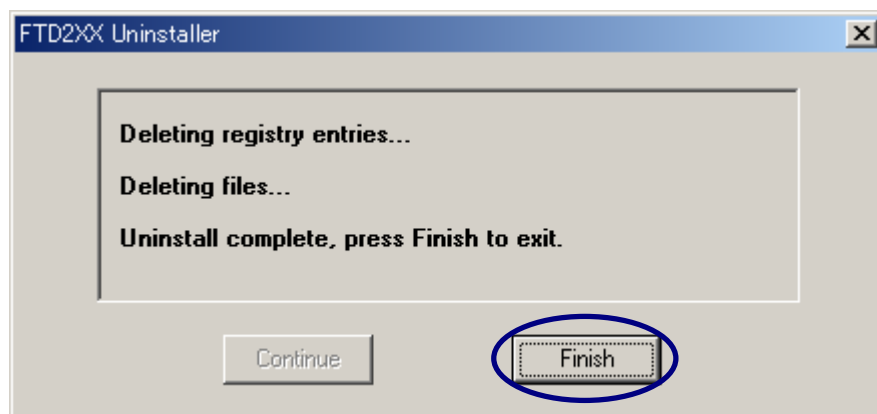 FTD2XX Uninstaller
Deleting registry entries...
Deleting files...
Uninstall complete, press Finish to exit.
Continue
Finish